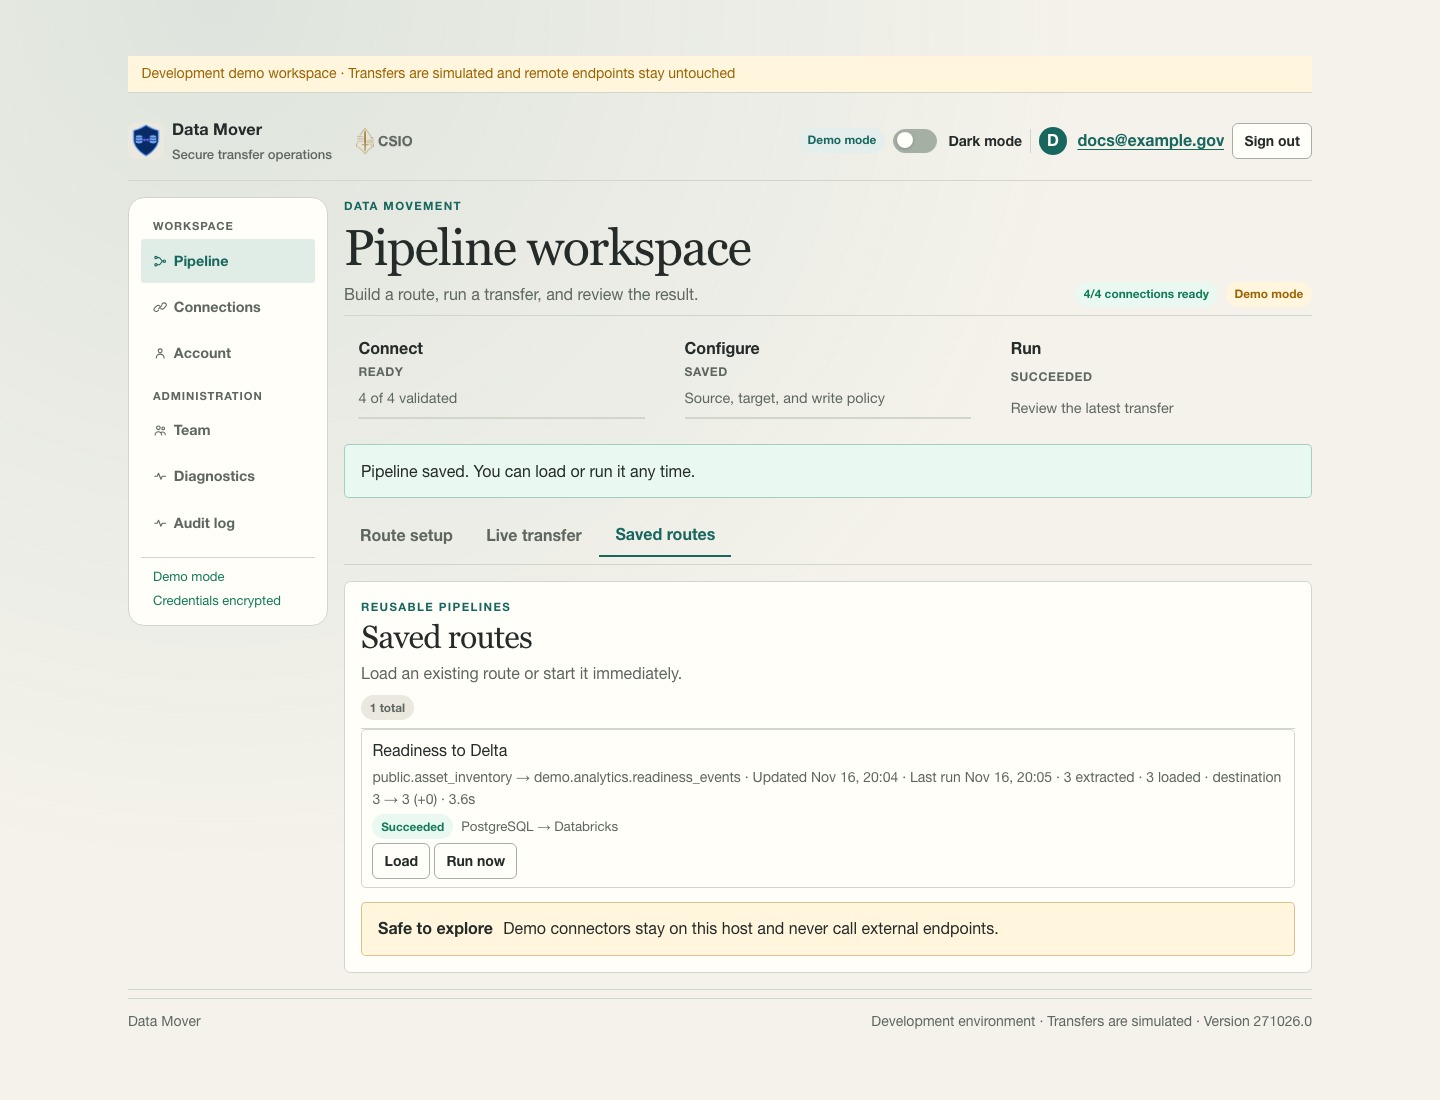 Development demo workspace · Transfers are simulated and remote endpoints stay untouched
Data Mover
Secure transfer operations
CSIO
Demo mode
Dark mode
D
docs@example.gov
Sign out
WORKSPACE
Pipeline
Connections
Account
ADMINISTRATION
Team
Diagnostics
Audit log
Demo mode
Credentials encrypted
DATA MOVEMENT
Pipeline workspace
Build a route, run a transfer, and review the result.
4/4 connections ready
Demo mode
Connect
READY
4 of 4 validated
Configure
SAVED
Source, target, and write policy
Run
SUCCEEDED
Review the latest transfer
Pipeline saved. You can load or run it any time.
Route setup
Live transfer
Saved routes
REUSABLE PIPELINES
Saved routes
Load an existing route or start it immediately.
1 total
Readiness to Delta
public.asset_inventory → demo.analytics.readiness_events · Updated Nov 16, 20:04 · Last run Nov 16, 20:05 · 3 extracted · 3 loaded · destination
3 → 3 (+0) · 3.6s
Succeeded
PostgreSQL → Databricks
Load
Run now
Safe to explore Demo connectors stay on this host and never call external endpoints.
Data Mover
Development environment · Transfers are simulated · Version 271026.0